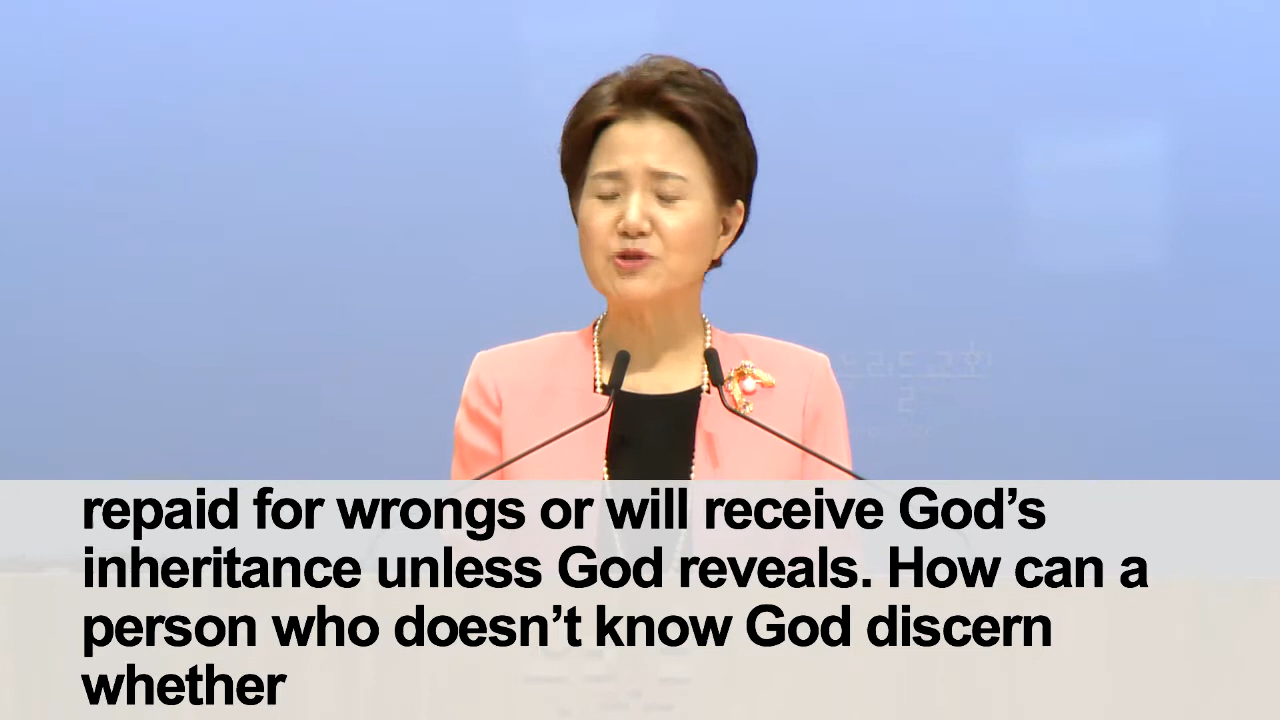 repaid for wrongs or will receive God’s
inheritance unless God reveals. How can a
person who doesn’t know God discern
whether